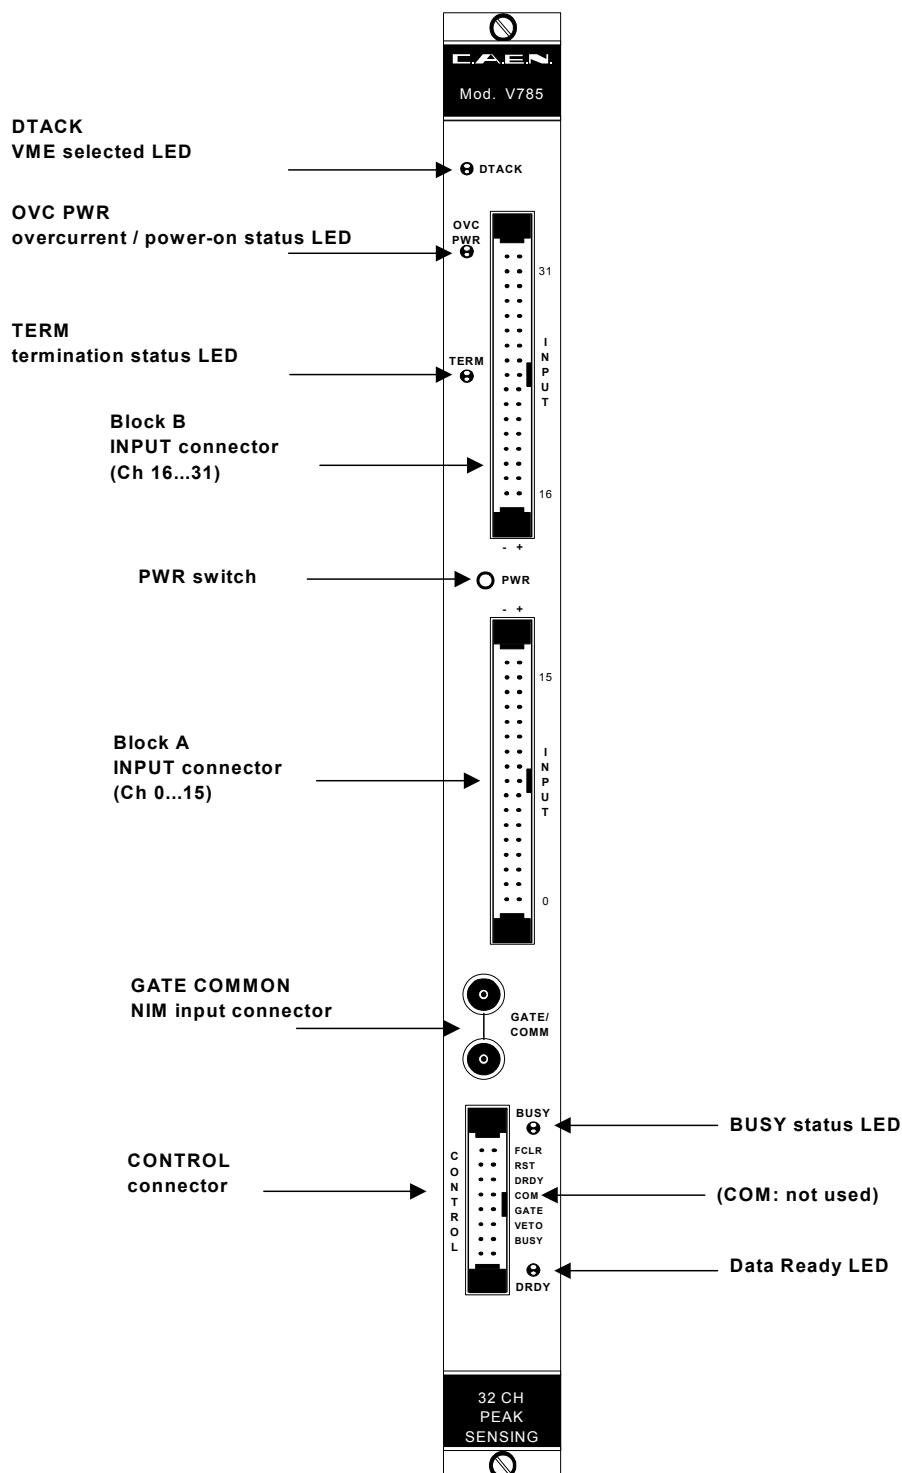 C.A.E.N.
Mod. V785
DTACK
VME selected LED
DTACK
OVC PWR
overcurrent / power-on status LED
OVC
PWR
31
TERM
termination status LED
TERM
INPUT
Block B
INPUT connector
(Ch 16...31)
16
- +
PWR switch
PWR
- +
15
Block A
INPUT connector
(Ch 0...15)
INPUT
0
GATE COMMON
NIM input connector
GATE/
COMM
BUSY
BUSY status LED
CONTROL
connector
CONTROL
FCLR
RST
DRDY
COM
GATE
VETO
BUSY
(COM: not used)
Data Ready LED
DRDY
32 CH
PEAK
SENSING